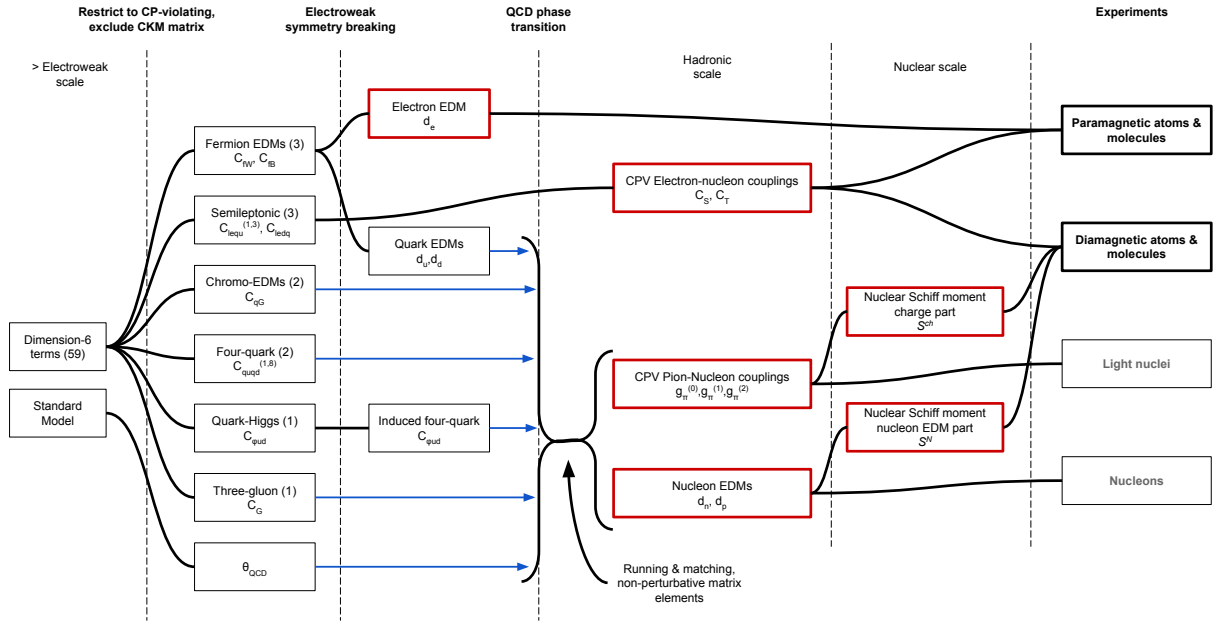 Restrict to CP-violating,
exclude CKM matrix
Electroweak
symmetry breaking
QCD phase
transition
Experiments
> Electroweak
scale
Hadronic
scale
Nuclear scale
Electron EDM
dₑ
Paramagnetic atoms &
molecules
Fermion EDMs (3)
C_fW, C_fB
CPV Electron-nucleon couplings
C_S, C_T
Semileptonic (3)
C_lequ^(1,3), C_ledq
Quark EDMs
d_u,d_d
Diamagnetic atoms &
molecules
Chromo-EDMs (2)
C_qG
Nuclear Schiff moment
charge part
S^ch
Dimension-6
terms (59)
Four-quark (2)
C_quqd^(1,8)
CPV Pion-Nucleon couplings
g_π^(0),g_π^(1),g_π^(2)
Light nuclei
Standard
Model
Quark-Higgs (1)
C_φud
Induced four-quark
C_φud
Nuclear Schiff moment
nucleon EDM part
S^N
Three-gluon (1)
C_G
Nucleon EDMs
d_n, d_p
Nucleons
θ_QCD
Running & matching,
non-perturbative matrix
elements